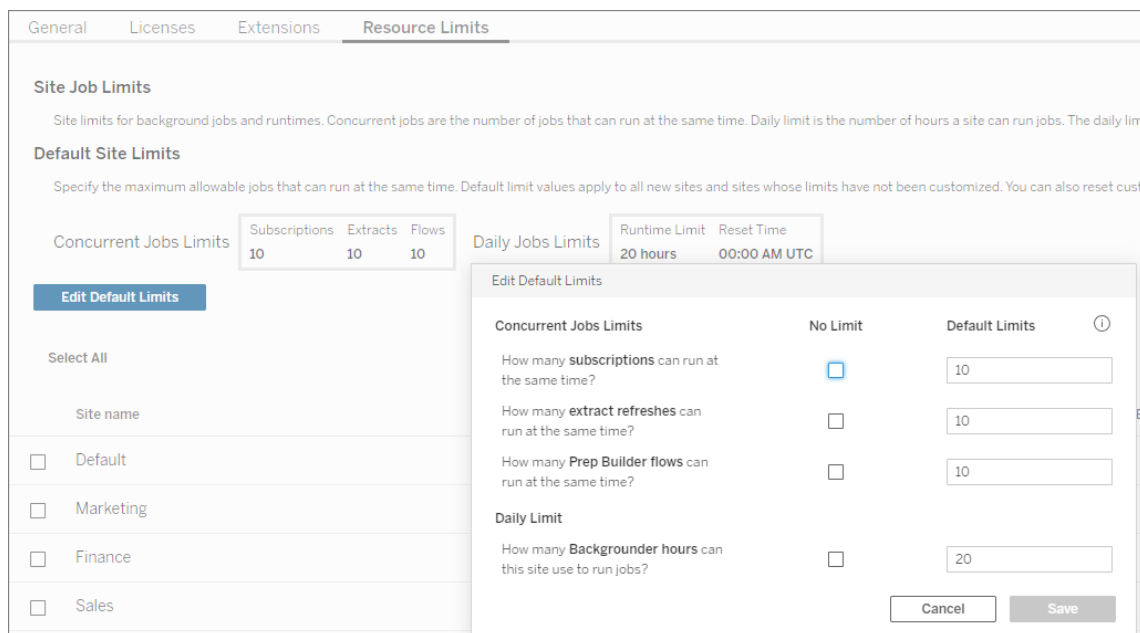 General Licenses Extensions Resource Limits
Site Job Limits
Site limits for background jobs and runtimes. Concurrent jobs are the number of jobs that can run at the same time. Daily limit is the number of hours a site can run jobs. The daily lim
Default Site Limits
Specify the maximum allowable jobs that can run at the same time. Default limit values apply to all new sites and sites whose limits have not been customized. You can also reset cust
Concurrent Jobs Limits
Subscriptions Extracts Flows
10 10 10
Daily Jobs Limits
Runtime Limit Reset Time
20 hours 00:00 AM UTC
Edit Default Limits
Select All
Site name
Default
Marketing
Finance
Sales
Edit Default Limits
Concurrent Jobs Limits No Limit Default Limits
How many subscriptions can run at
the same time?
10
How many extract refreshes can
run at the same time?
10
How many Prep Builder flows can
run at the same time?
10
Daily Limit
How many Backgrounder hours can
this site use to run jobs?
20
Cancel Save